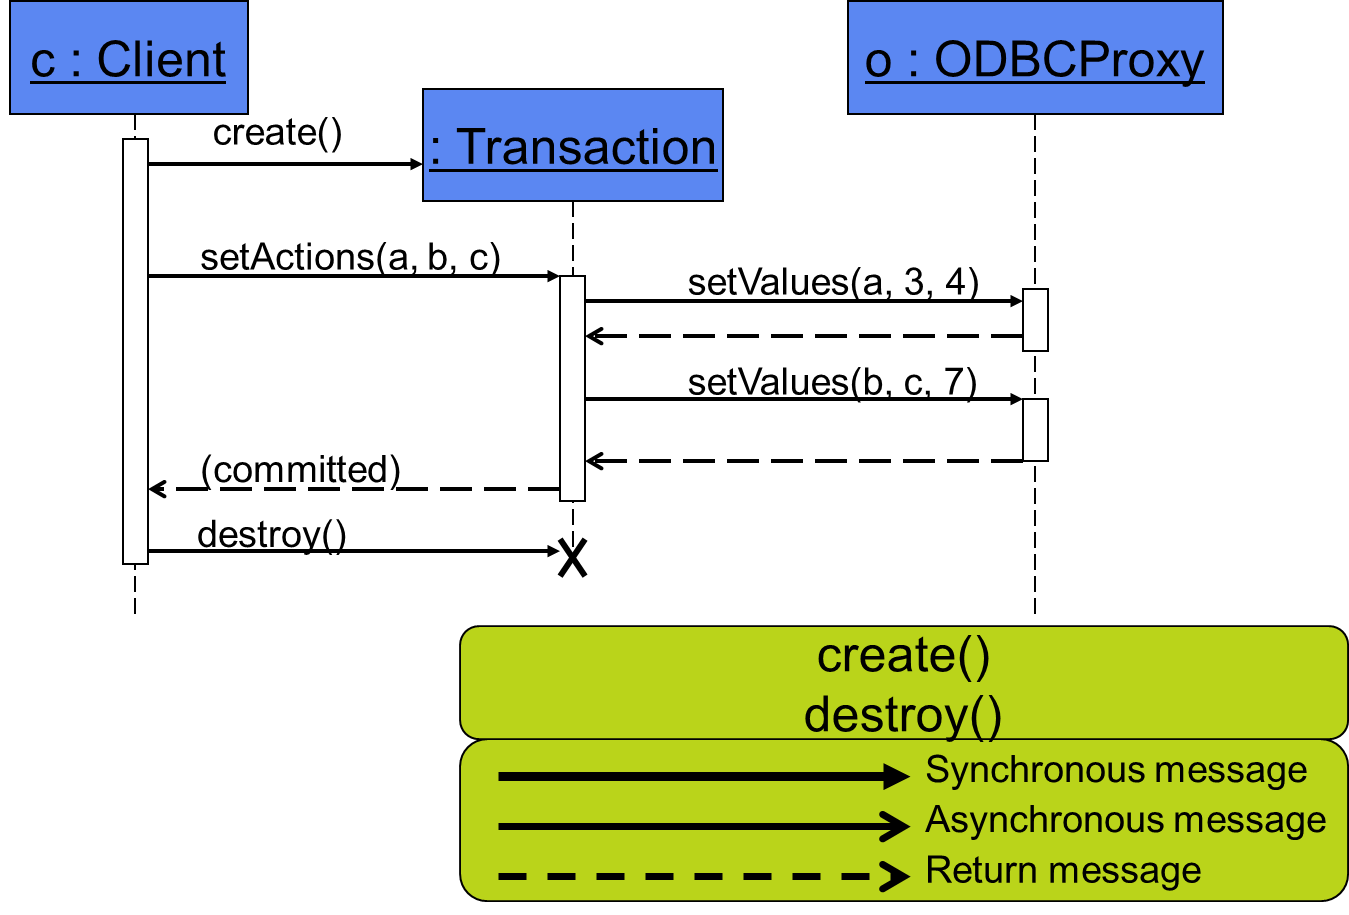 c : Client
o : ODBCProxy
create()
: Transaction
setActions(a, b, c)
setValues(a, 3, 4)
setValues(b, c, 7)
(committed)
destroy()
create()
destroy()
Synchronous message
Asynchronous message
Return message